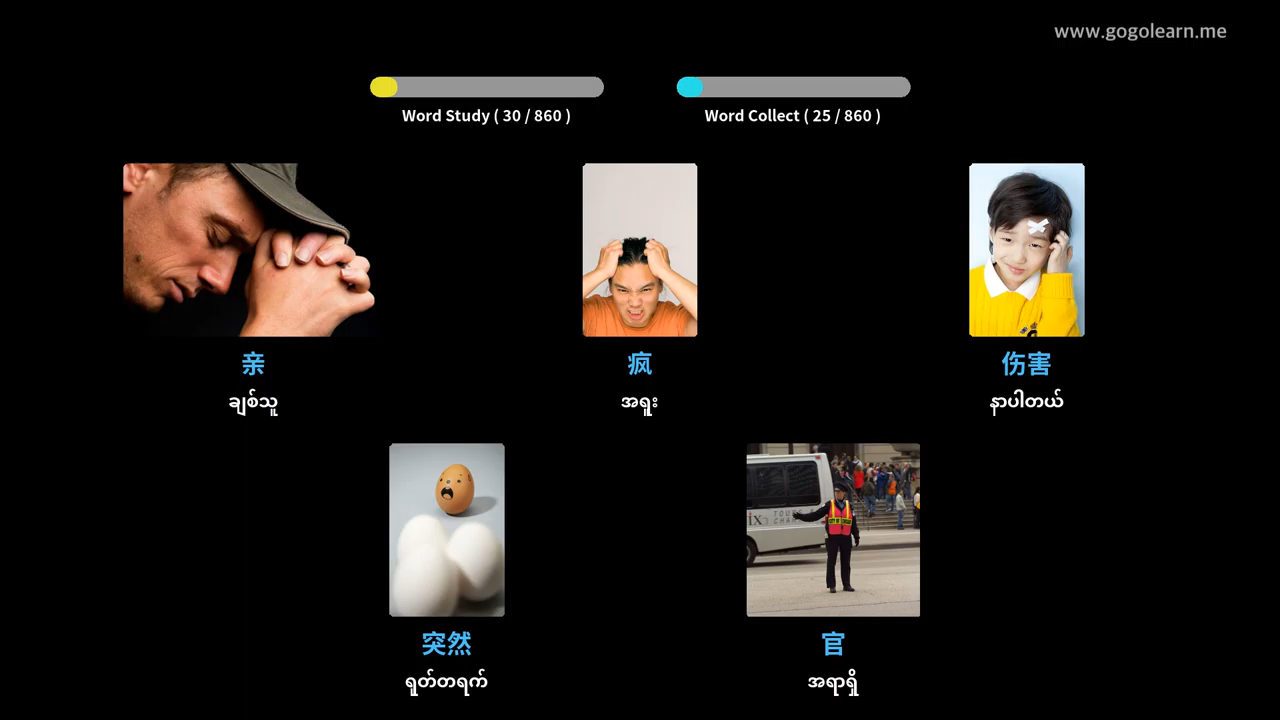 www.gogolearn.me
Word Study ( 30 / 860 )
Word Collect ( 25 / 860 )
亲
ချစ်သူ
疯
အရူး
伤害
နာပါတယ်
突然
ရုတ်တရက်
官
အရာရှိ